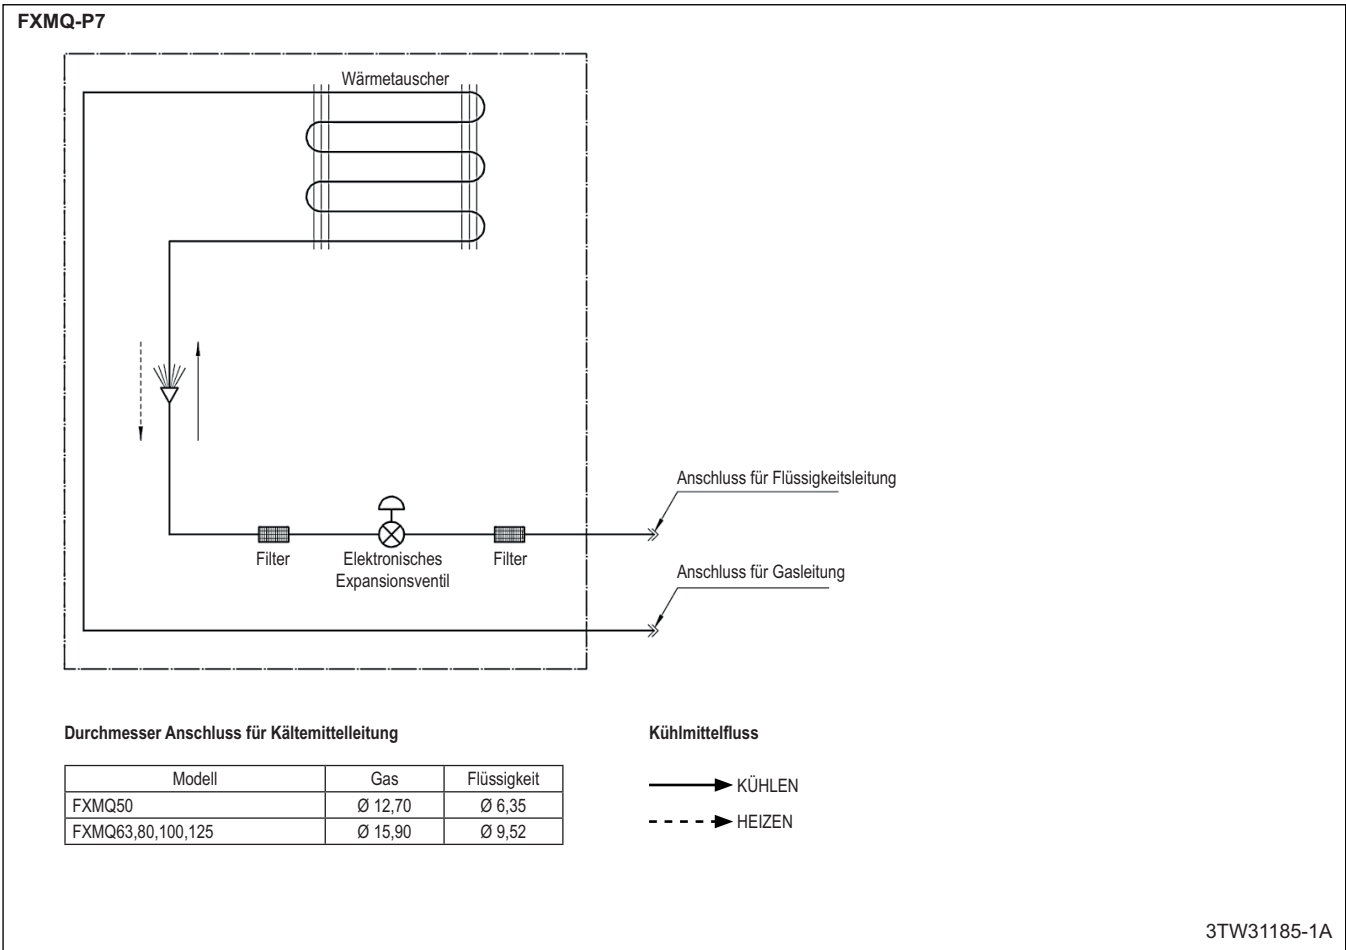 FXMQ-P7
Wärmetauscher
Anschluss für Flüssigkeitsleitung
Filter
Elektronisches
Expansionsventil
Filter
Anschluss für Gasleitung
Durchmesser Anschluss für Kältemittelleitung
Modell Gas Flüssigkeit
FXMQ50 Ø 12,70 Ø 6,35
FXMQ63,80,100,125 Ø 15,90 Ø 9,52
Kühlmittelfluss
KÜHLEN
HEIZEN
3TW31185-1A